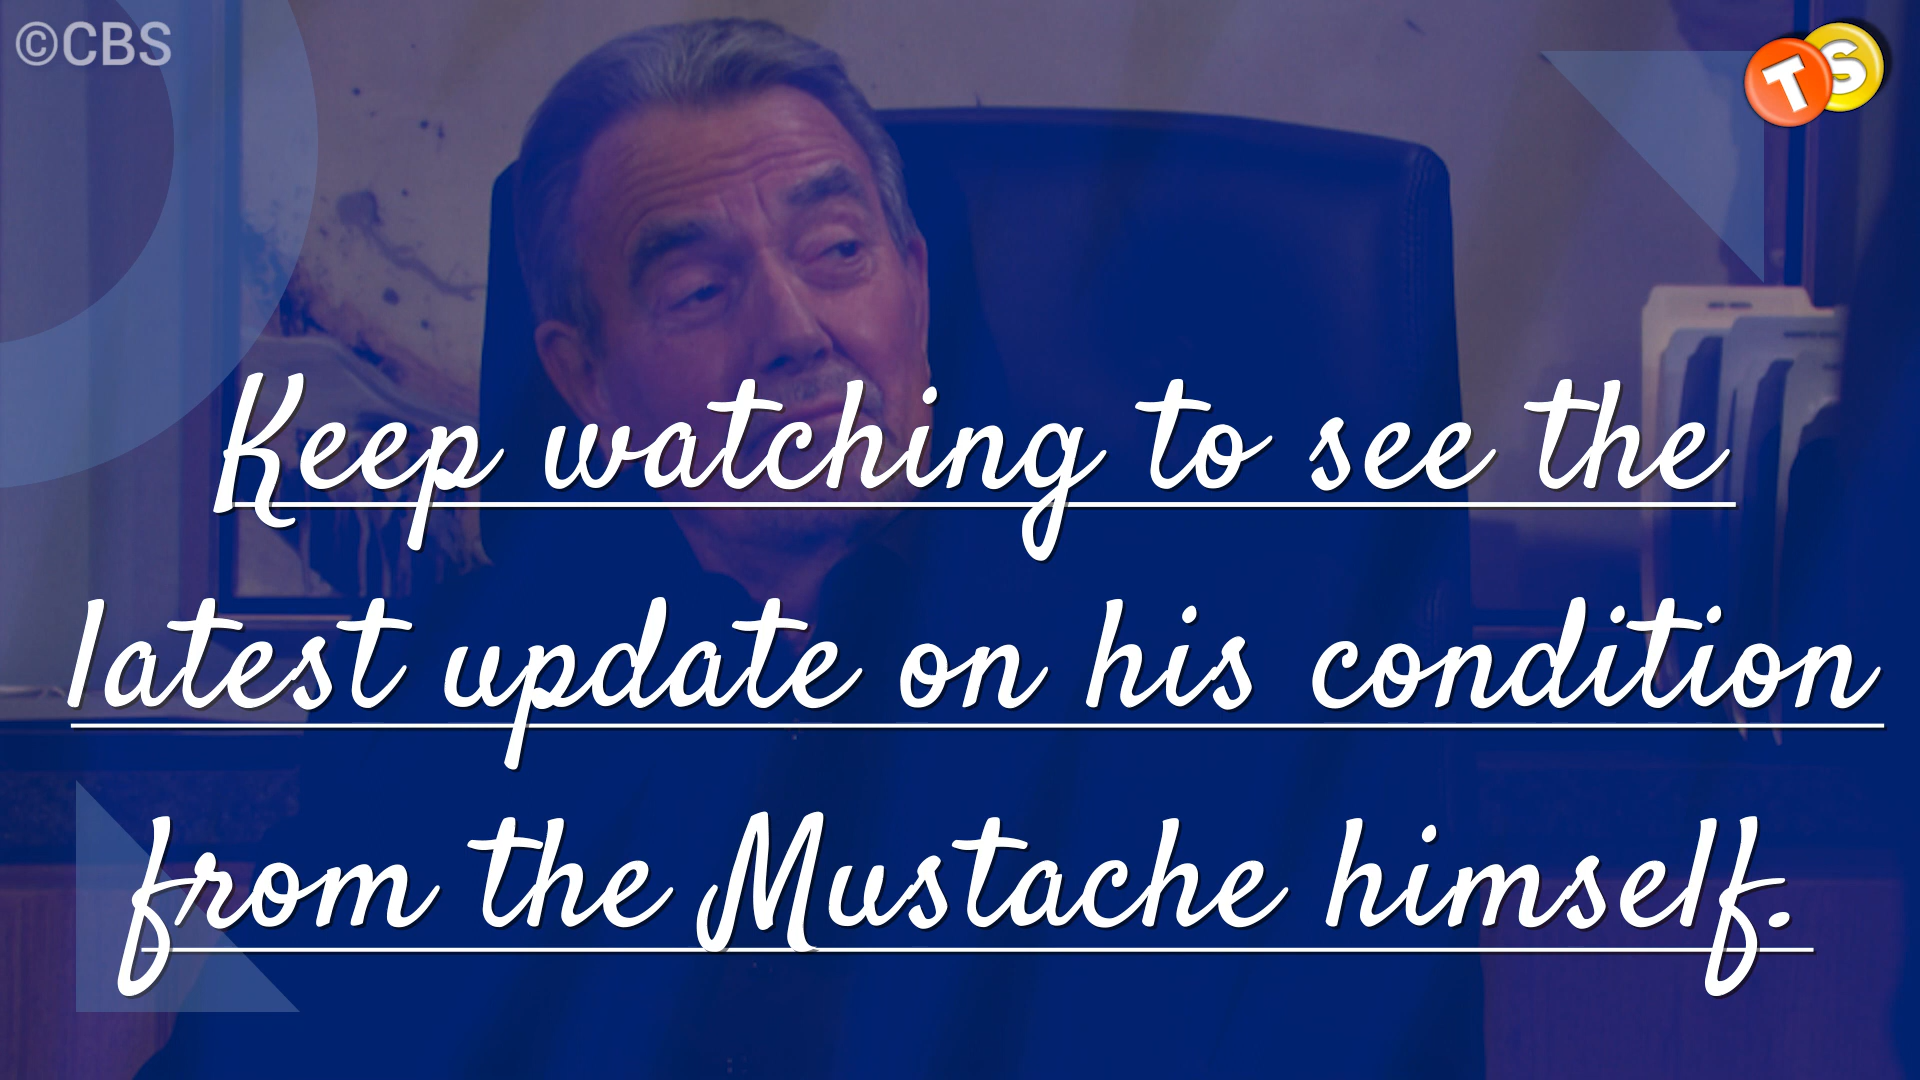 ©CBS
TS
Keep watching to see the
latest update on his condition
from the Mustache himself.